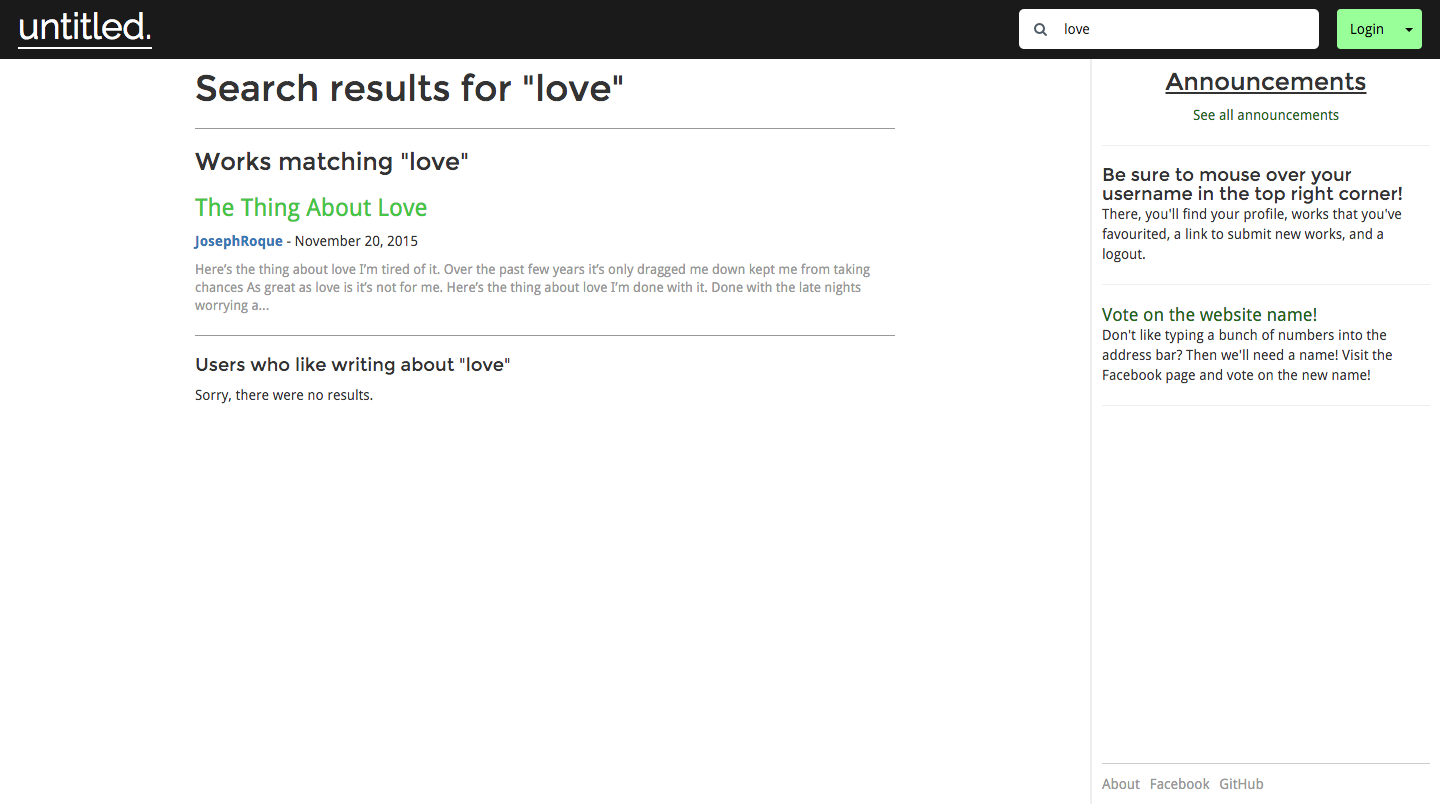 untitled.
love
Login
Search results for "love"
Works matching "love"
The Thing About Love
JosephRoque - November 20, 2015
Here’s the thing about love I’m tired of it. Over the past few years it’s only dragged me down kept me from taking
chances As great as love is it’s not for me. Here’s the thing about love I’m done with it. Done with the late nights
worrying a...
Users who like writing about "love"
Sorry, there were no results.
Announcements
See all announcements
Be sure to mouse over your
username in the top right corner!
There, you'll find your profile, works that you've
favourited, a link to submit new works, and a
logout.
Vote on the website name!
Don't like typing a bunch of numbers into the
address bar? Then we'll need a name! Visit the
Facebook page and vote on the new name!
About Facebook GitHub